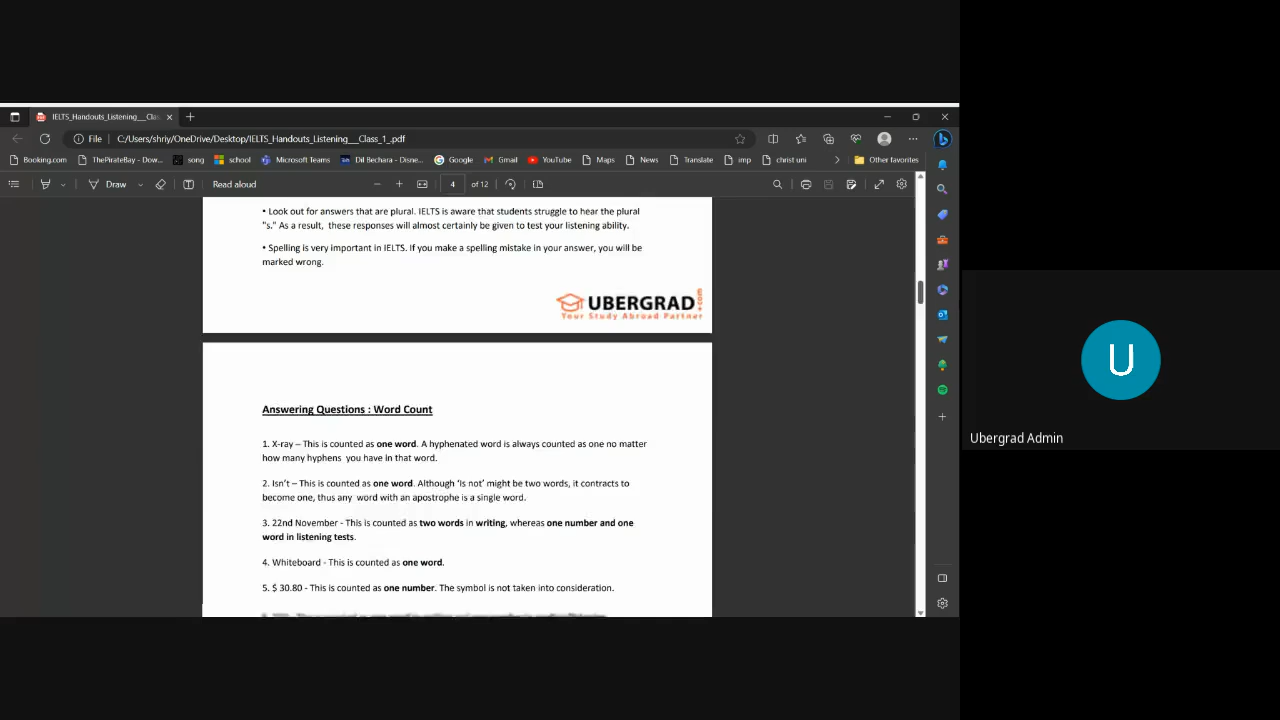 IELTS_Handouts_Listening__Clas
File C:/Users/shriy/OneDrive/Desktop/IELTS_Handouts_Listening___Class_1_.pdf
Booking.com ThePirateBay - Dow... song school Microsoft Teams Dil Bechara - Disne... Google Gmail YouTube Maps News Translate imp christ uni Other favorites
Draw Read aloud 4 of 12
• Look out for answers that are plural. IELTS is aware that students struggle to hear the plural
"s." As a result, these responses will almost certainly be given to test your listening ability.
• Spelling is very important in IELTS. If you make a spelling mistake in your answer, you will be
marked wrong.
UBERGRAD.com
Your Study Abroad Partner
Answering Questions : Word Count
1. X-ray – This is counted as one word. A hyphenated word is always counted as one no matter
how many hyphens you have in that word.
2. Isn't – This is counted as one word. Although 'Is not' might be two words, it contracts to
become one, thus any word with an apostrophe is a single word.
3. 22nd November - This is counted as two words in writing, whereas one number and one
word in listening tests.
4. Whiteboard - This is counted as one word.
5. $ 30.80 - This is counted as one number. The symbol is not taken into consideration.
U
Ubergrad Admin